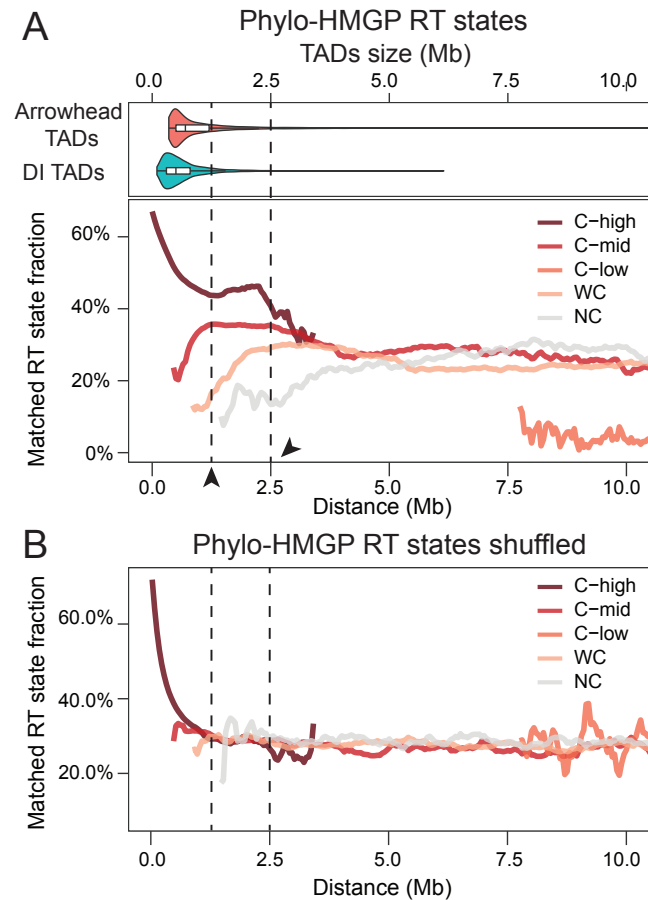 A
Phylo-HMGP RT states
TADs size (Mb)
0.0 2.5 5.0 7.5 10.0
Arrowhead
TADs
DI TADs
60%
40%
20%
0%
Matched RT state fraction
C−high
C−mid
C−low
WC
NC
0.0 2.5 5.0 7.5 10.0
Distance (Mb)
B
Phylo-HMGP RT states shuffled
60.0%
40.0%
20.0%
Matched RT state fraction
C−high
C−mid
C−low
WC
NC
0.0 2.5 5.0 7.5 10.0
Distance (Mb)